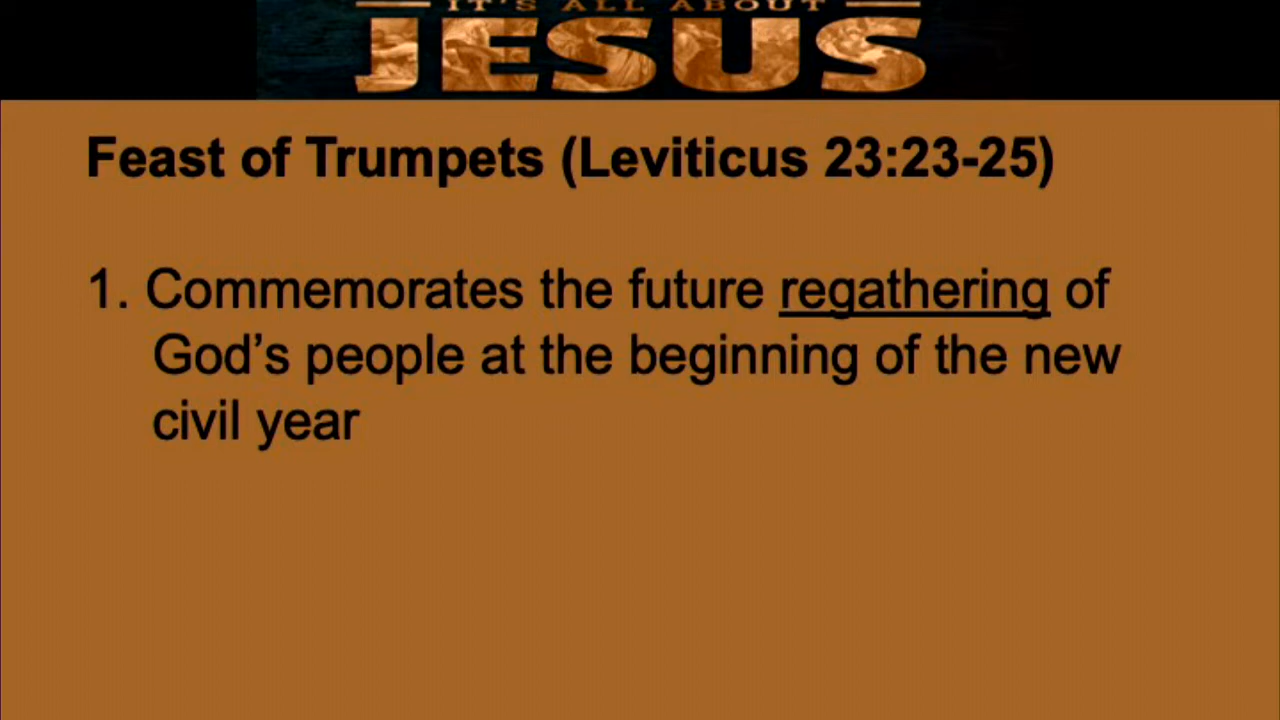 IT'S ALL ABOUT
JESUS
Feast of Trumpets (Leviticus 23:23-25)
1. Commemorates the future regathering of
God’s people at the beginning of the new
civil year